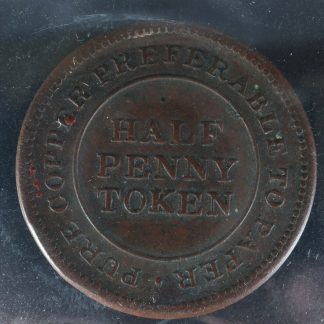 PURE COPPER PREFERABLE TO PAPER
HALF
PENNY
TOKEN